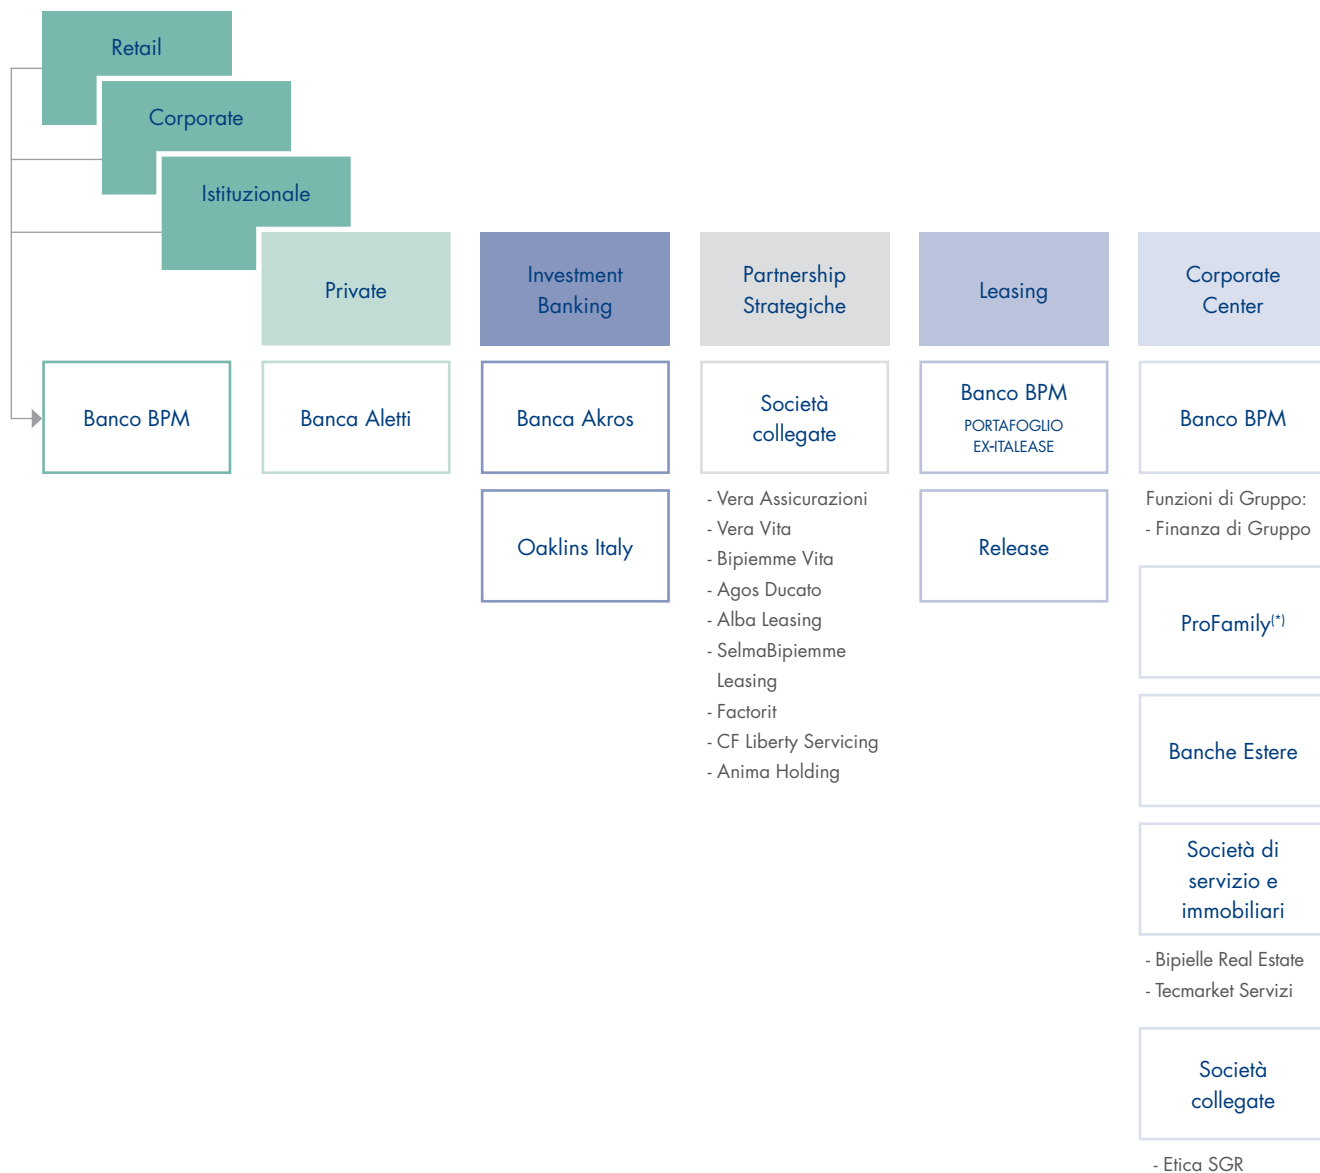 Retail
Corporate
Istituzionale
Private
Investment
Banking
Partnership
Strategiche
Leasing
Corporate
Center
Banco BPM
Banca Aletti
Banca Akros
Oaklins Italy
Società
collegate
- Vera Assicurazioni
- Vera Vita
- Bipiemme Vita
- Agos Ducato
- Alba Leasing
- SelmaBipiemme
Leasing
- Factorit
- CF Liberty Servicing
- Anima Holding
Banco BPM
PORTAFOGLIO
EX-ITALEASE
Release
Banco BPM
Funzioni di Gruppo:
- Finanza di Gruppo
ProFamily(*)
Banche Estere
Società di
servizio e
immobiliari
- Bipielle Real Estate
- Tecmarket Servizi
Società
collegate
- Etica SGR